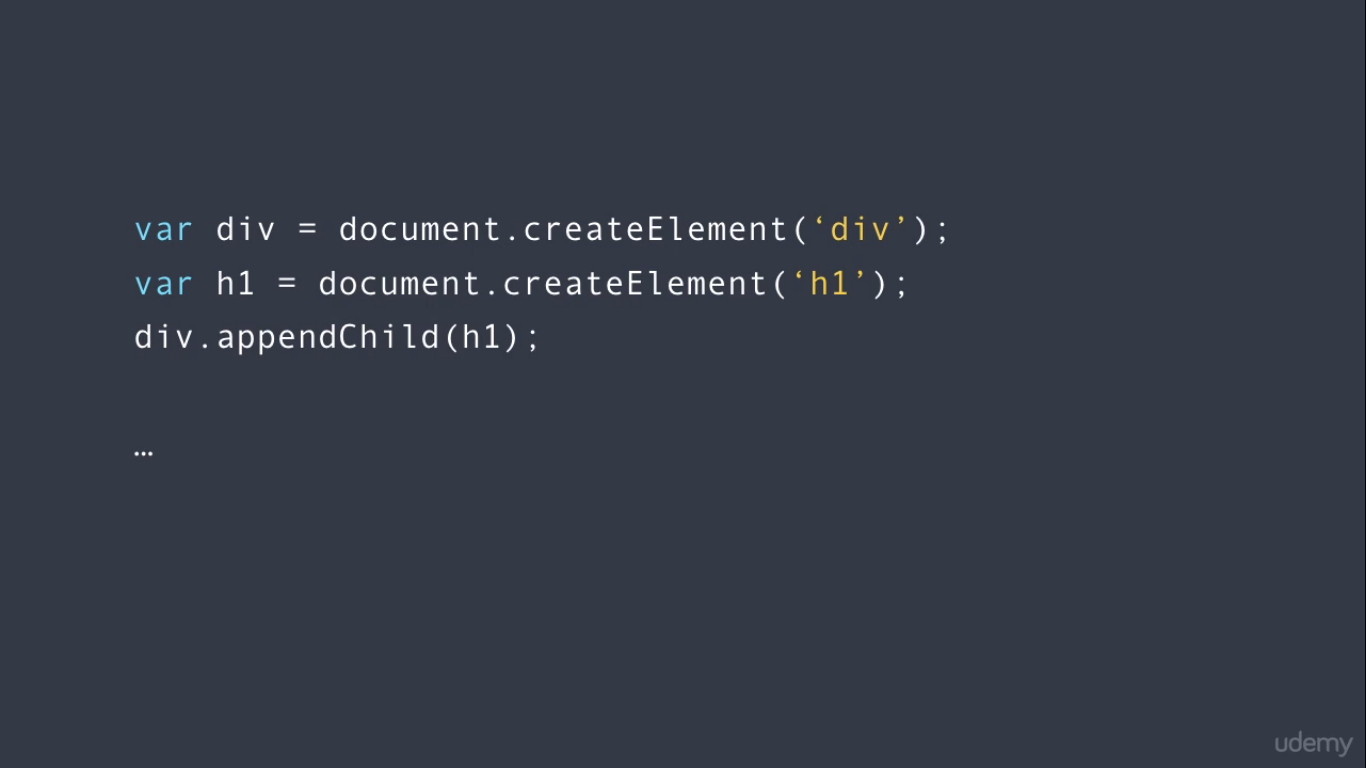 var div = document.createElement(‘div’);
var h1 = document.createElement(‘h1’);
div.appendChild(h1);
…
udemy